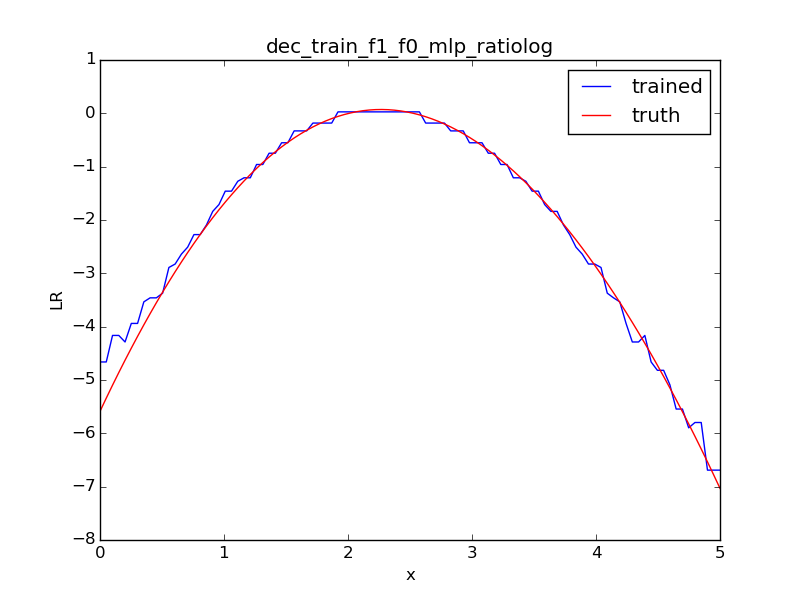 dec_train_f1_f0_mlp_ratiolog
trained
truth
1
0
−1
−2
−3
−4
−5
−6
−7
−8
LR
0 1 2 3 4 5
x